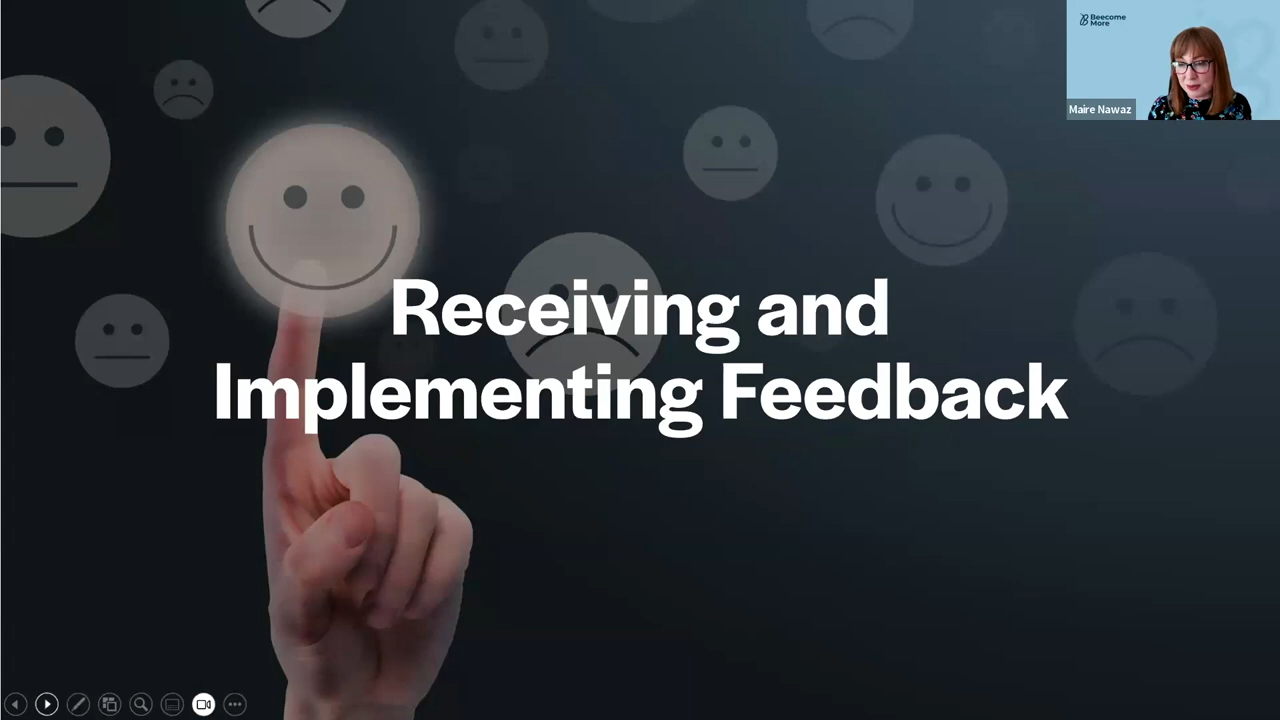 Beecome
More
Maire Nawaz
Receiving and
Implementing Feedback